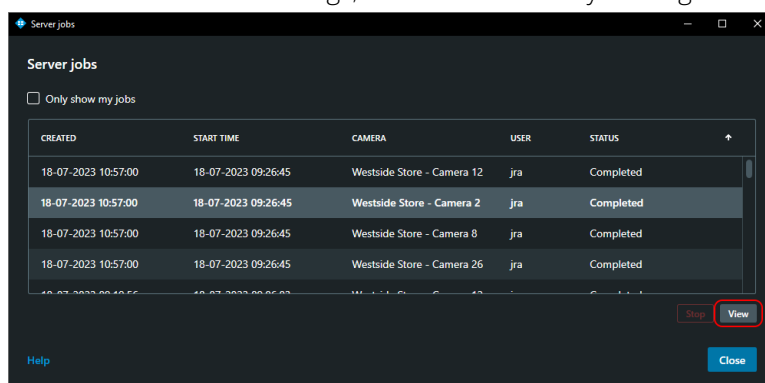 Server jobs
Server jobs
Only show my jobs
CREATED START TIME CAMERA USER STATUS
18-07-2023 10:57:00 18-07-2023 09:26:45 Westside Store - Camera 12 jra Completed
18-07-2023 10:57:00 18-07-2023 09:26:45 Westside Store - Camera 2 jra Completed
18-07-2023 10:57:00 18-07-2023 09:26:45 Westside Store - Camera 8 jra Completed
18-07-2023 10:57:00 18-07-2023 09:26:45 Westside Store - Camera 26 jra Completed
Stop View
Help Close